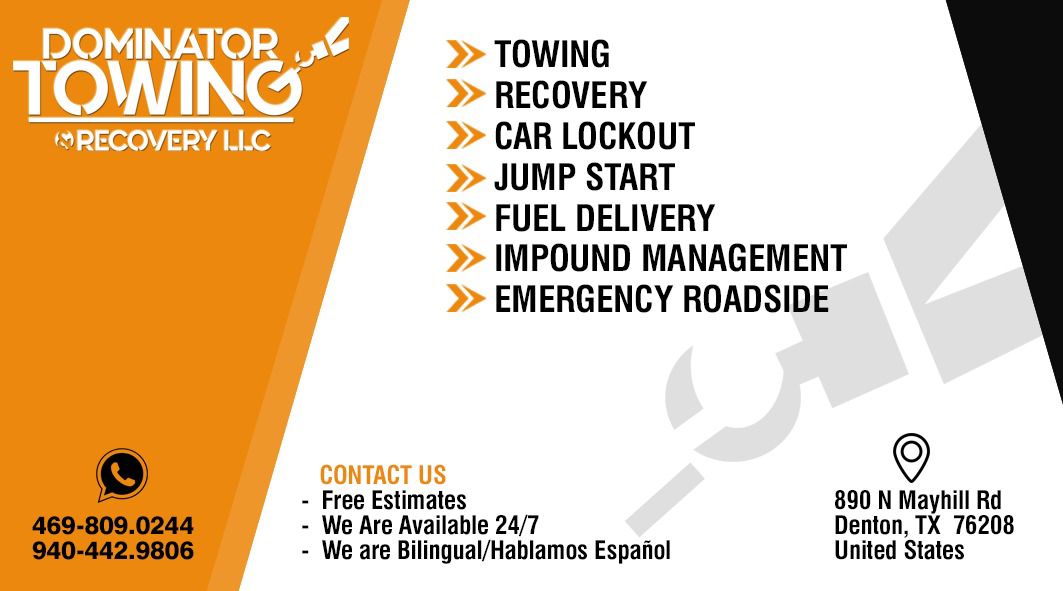 DOMINATOR
TOWING
& RECOVERY LLC
TOWING
RECOVERY
CAR LOCKOUT
JUMP START
FUEL DELIVERY
IMPOUND MANAGEMENT
EMERGENCY ROADSIDE
469-809.0244
940-442.9806
CONTACT US
- Free Estimates
- We Are Available 24/7
- We are Bilingual/Hablamos Español
890 N Mayhill Rd
Denton, TX 76208
United States